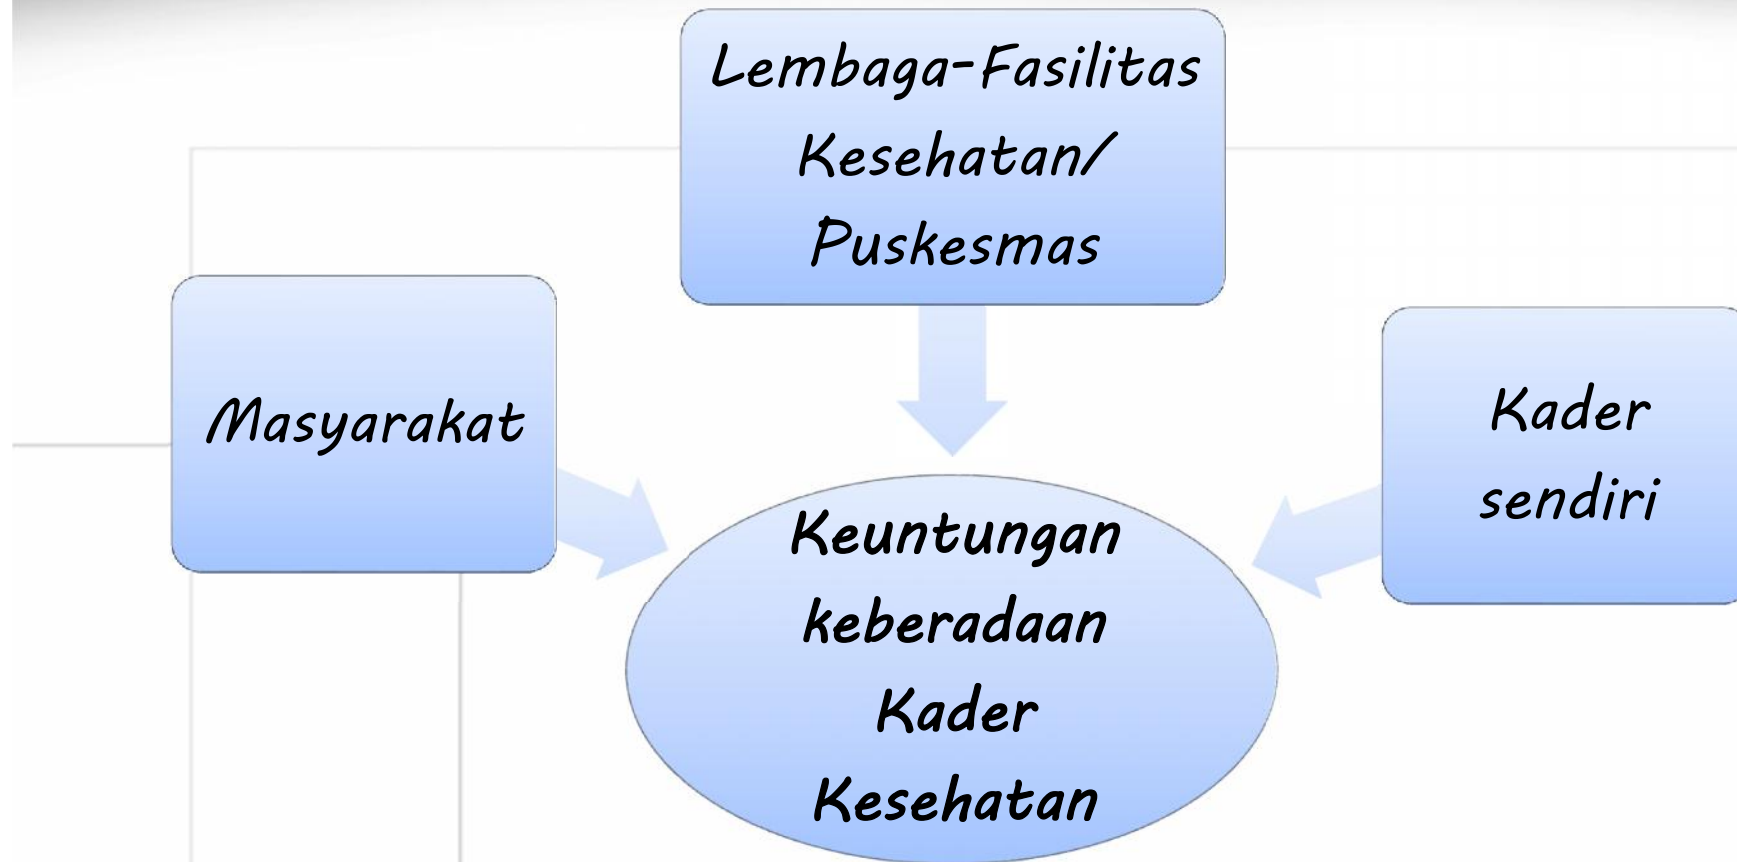 Lembaga-Fasilitas
Kesehatan/
Puskesmas
Masyarakat
Kader
sendiri
Keuntungan
keberadaan
Kader
Kesehatan